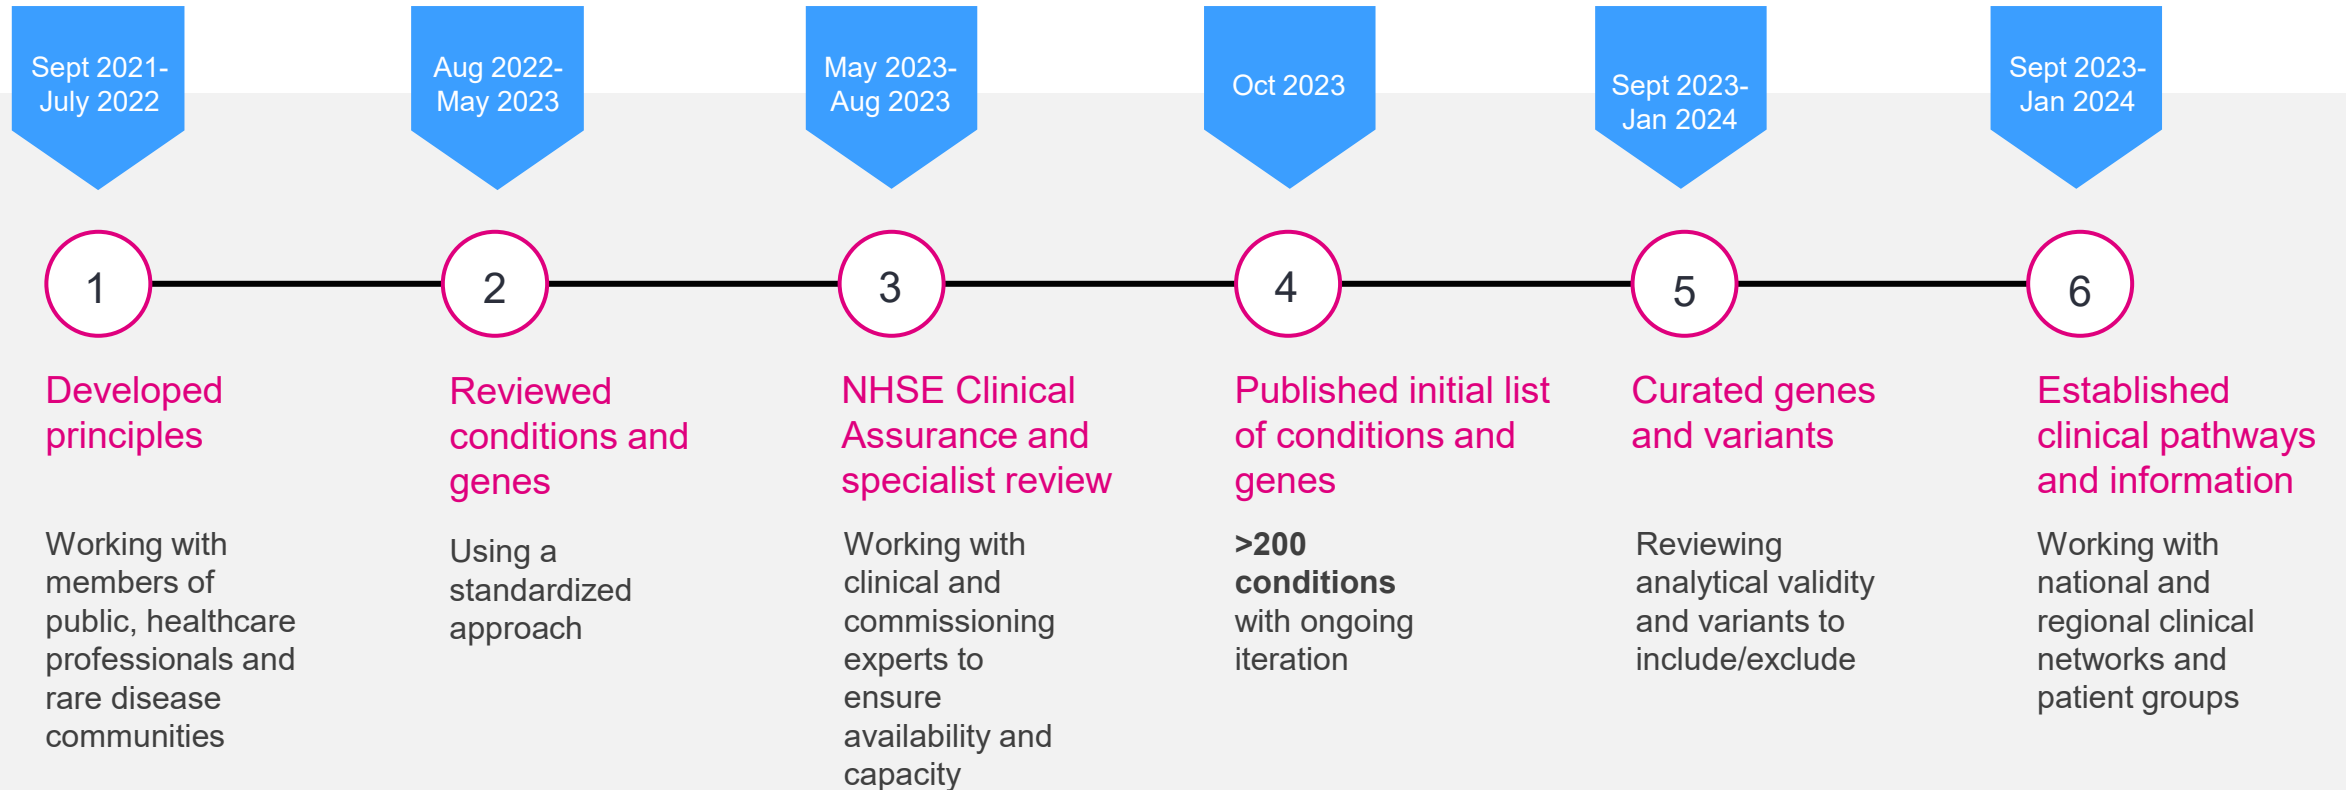 Sept 2021-
July 2022
Aug 2022-
May 2023
May 2023-
Aug 2023
Oct 2023
Sept 2023-
Jan 2024
Sept 2023-
Jan 2024
1
2
3
4
5
6
Developed
principles
Reviewed
conditions and
genes
NHSE Clinical
Assurance and
specialist review
Published initial list
of conditions and
genes
Curated genes
and variants
Established
clinical pathways
and information
Working with
members of
public, healthcare
professionals and
rare disease
communities
Using a
standardized
approach
Working with
clinical and
commissioning
experts to
ensure
availability and
capacity
>200
conditions
with ongoing
iteration
Reviewing
analytical validity
and variants to
include/exclude
Working with
national and
regional clinical
networks and
patient groups